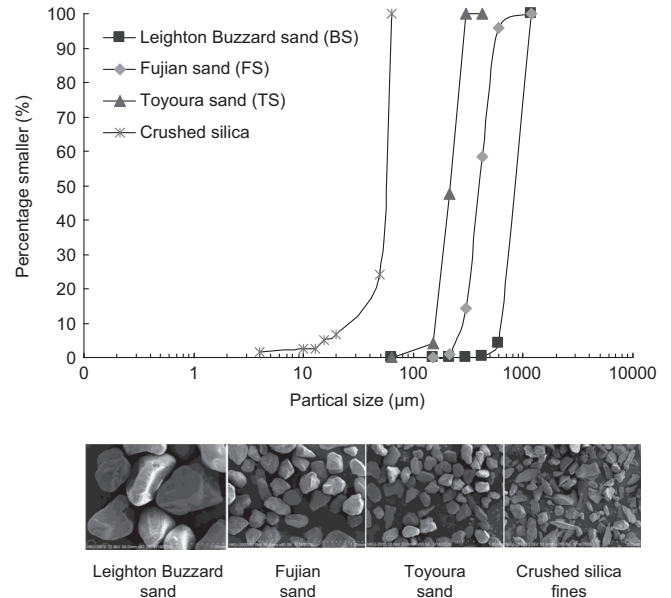 100
90
80
70
60
50
40
30
20
10
0
Percentage smaller (%)
Leighton Buzzard sand (BS)
Fujian sand (FS)
Toyoura sand (TS)
Crushed silica
0 1 10 100 1000 10000
Partical size (μm)
Leighton Buzzard
sand
Fujian
sand
Toyoura
sand
Crushed silica
fines